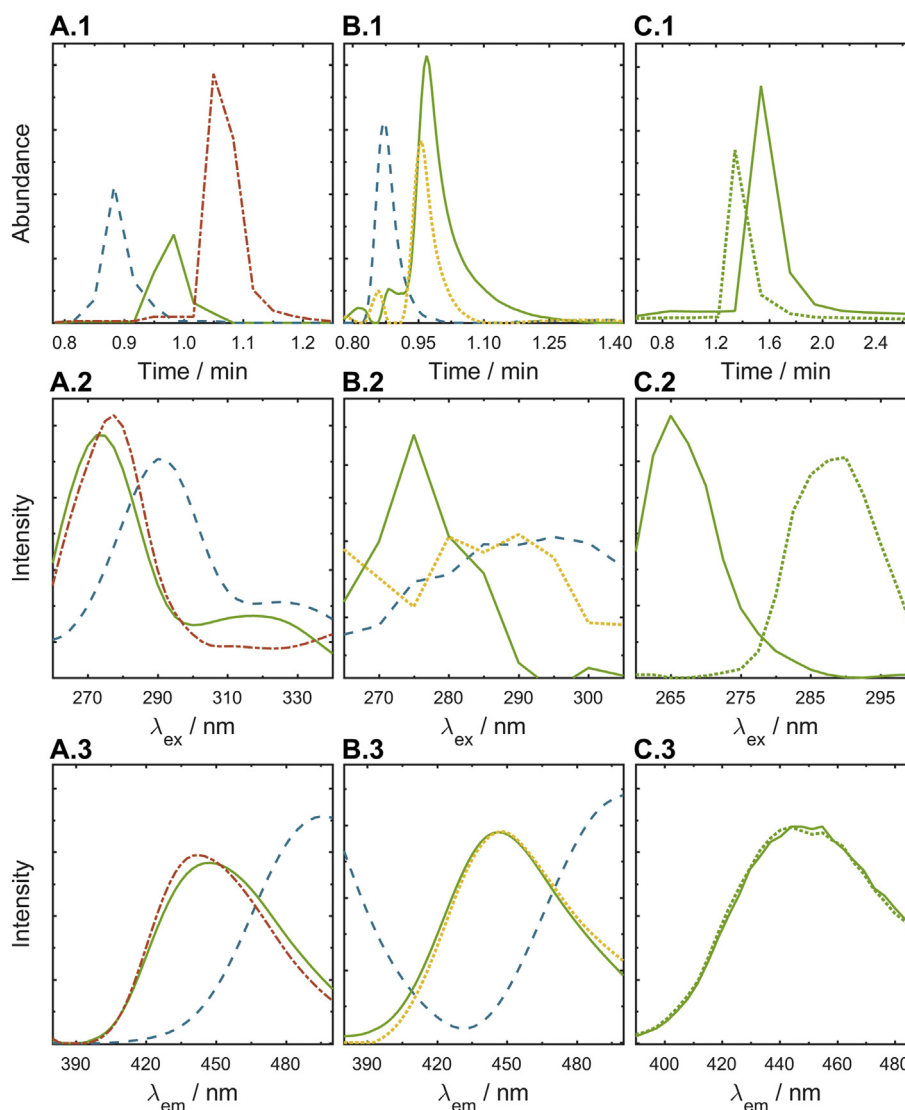 A.1 B.1 C.1
Abundance
0.8 0.9 1.0 1.1 1.2
0.80 0.95 1.10 1.25 1.40
0.8 1.2 1.6 2.0 2.4
Time / min Time / min Time / min
A.2 B.2 C.2
Intensity
270 290 310 330
270 280 290 300
265 275 285 295
λex / nm λex / nm λex / nm
A.3 B.3 C.3
Intensity
390 420 450 480
390 420 450 480
400 420 440 460 480
λem / nm λem / nm λem / nm